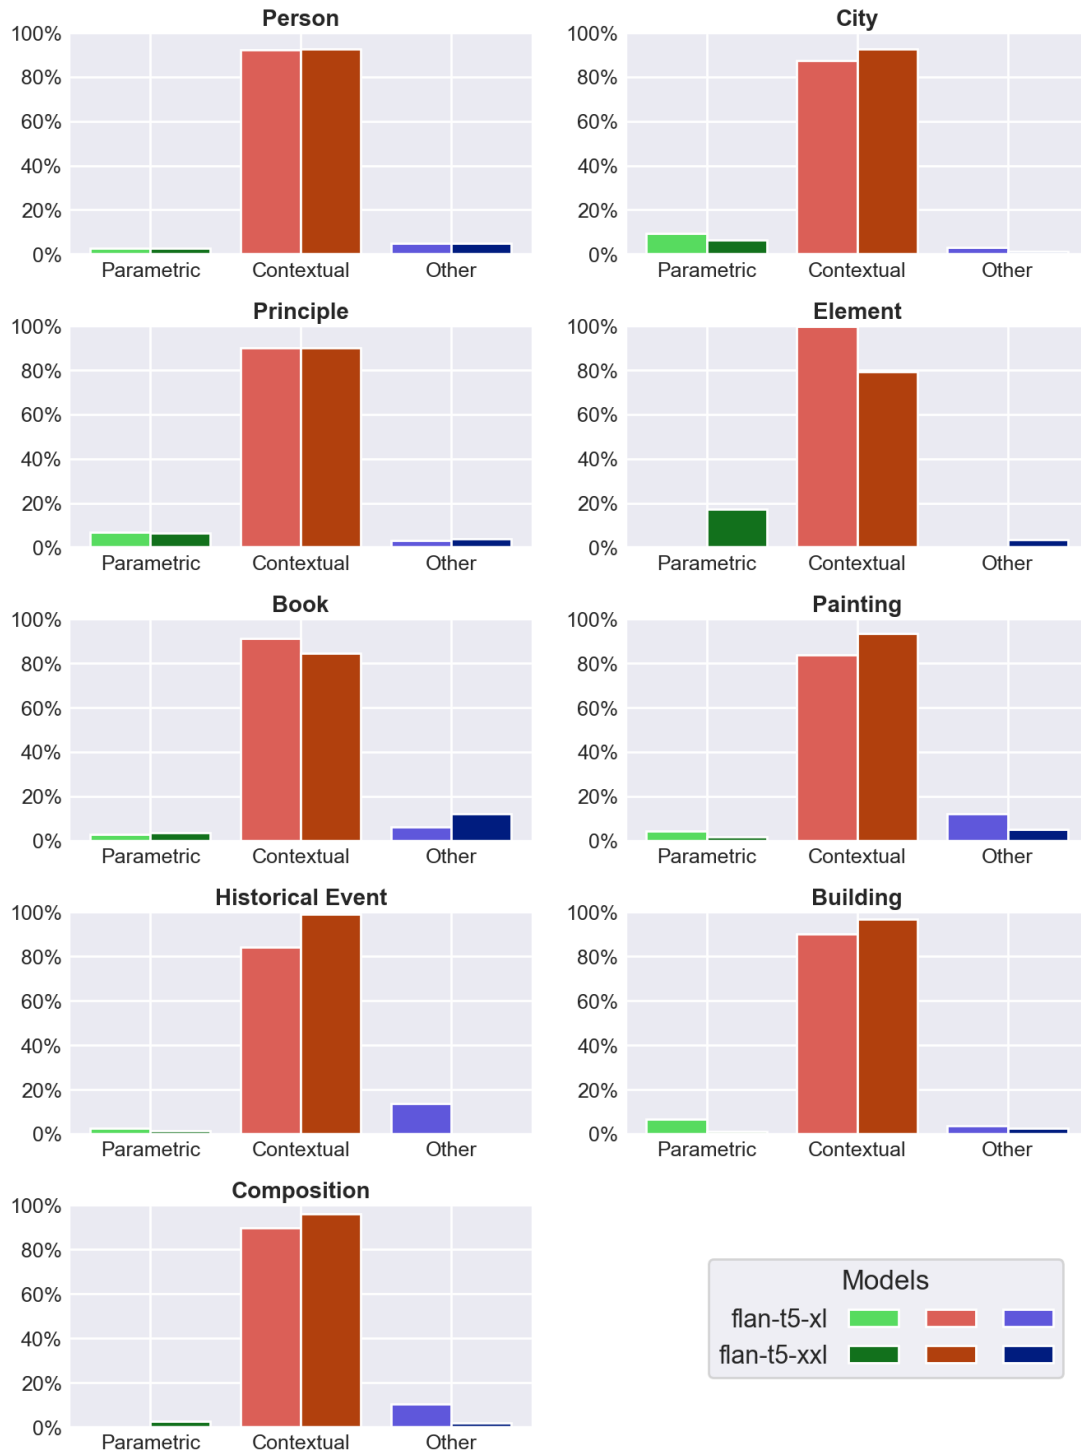 Person
100%
80%
60%
40%
20%
0%
Parametric Contextual Other
City
100%
80%
60%
40%
20%
0%
Parametric Contextual Other
Principle
100%
80%
60%
40%
20%
0%
Parametric Contextual Other
Element
100%
80%
60%
40%
20%
0%
Parametric Contextual Other
Book
100%
80%
60%
40%
20%
0%
Parametric Contextual Other
Painting
100%
80%
60%
40%
20%
0%
Parametric Contextual Other
Historical Event
100%
80%
60%
40%
20%
0%
Parametric Contextual Other
Building
100%
80%
60%
40%
20%
0%
Parametric Contextual Other
Composition
100%
80%
60%
40%
20%
0%
Parametric Contextual Other
Models
flan-t5-xl
flan-t5-xxl